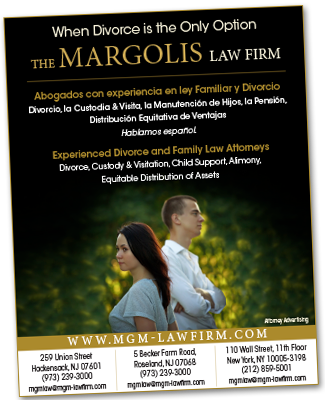 When Divorce is the Only Option
THE MARGOLIS LAW FIRM
Abogados con experiencia en ley Familiar y Divorcio
Divorcio, la Custodia & Visita, la Manutención de Hijos, la Pensión,
Distribución Equitativa de Ventajas
Hablamos español.
Experienced Divorce and Family Law Attorneys
Divorce, Custody & Visitation, Child Support, Alimony,
Equitable Distribution of Assets
Attorney Advertising
WWW.MGM-LAWFIRM.COM
259 Union Street
Hackensack, NJ 07601
(973) 239-3000
mgmlaw@mgm-lawfirm.com
5 Becker Farm Road,
Roseland, NJ 07068
(973) 239-3000
mgmlaw@mgm-lawfirm.com
110 Wall Street, 11th Floor
New York, NY 10005-3198
(212) 859-5001
mgmlaw@mgm-lawfirm.com